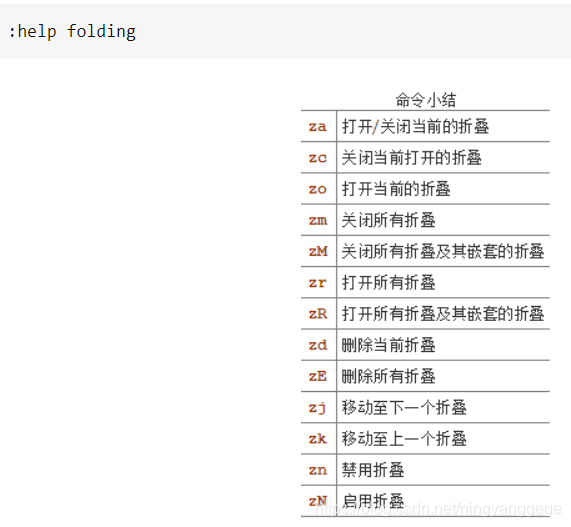 :help folding
命令小结
za 打开/关闭当前的折叠
zc 关闭当前打开的折叠
zo 打开当前的折叠
zm 关闭所有折叠
zM 关闭所有折叠及其嵌套的折叠
zr 打开所有折叠
zR 打开所有折叠及其嵌套的折叠
zd 删除当前折叠
zE 删除所有折叠
zj 移动至下一个折叠
zk 移动至上一个折叠
zn 禁用折叠
zN 启用折叠
https://blog.csdn.net/ningyanggege